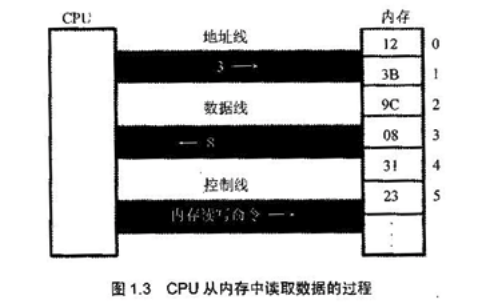 CPU 内存
地址线
3 →
数据线
← 8
控制线
内存读写命令 →
12 0
3B 1
9C 2
08 3
31 4
23 5
图 1.3 CPU 从内存中读取数据的过程